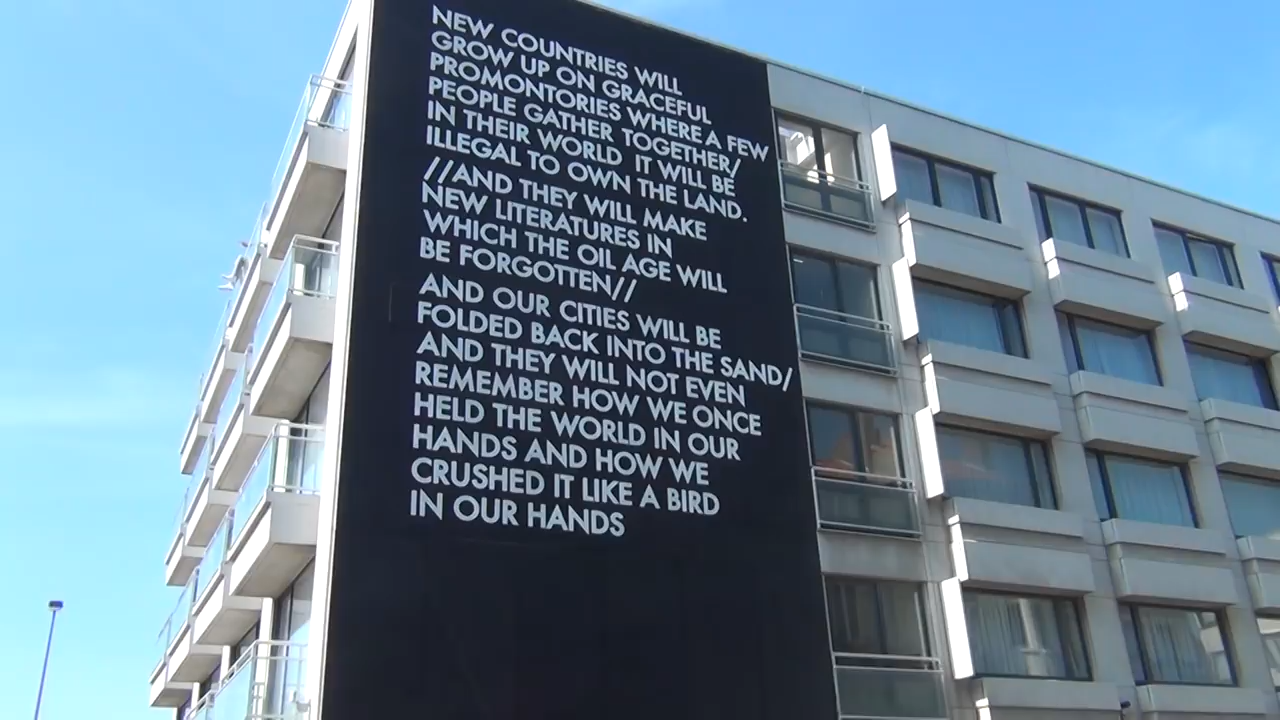 NEW COUNTRIES WILL
GROW UP ON GRACEFUL
PROMONTORIES WHERE A FEW
PEOPLE GATHER TOGETHER/
IN THEIR WORLD IT WILL BE
ILLEGAL TO OWN THE LAND.
//AND THEY WILL MAKE
NEW LITERATURES IN
WHICH THE OIL AGE WILL
BE FORGOTTEN//
AND OUR CITIES WILL BE
FOLDED BACK INTO THE SAND/
AND THEY WILL NOT EVEN
REMEMBER HOW WE ONCE
HELD THE WORLD IN OUR
HANDS AND HOW WE
CRUSHED IT LIKE A BIRD
IN OUR HANDS